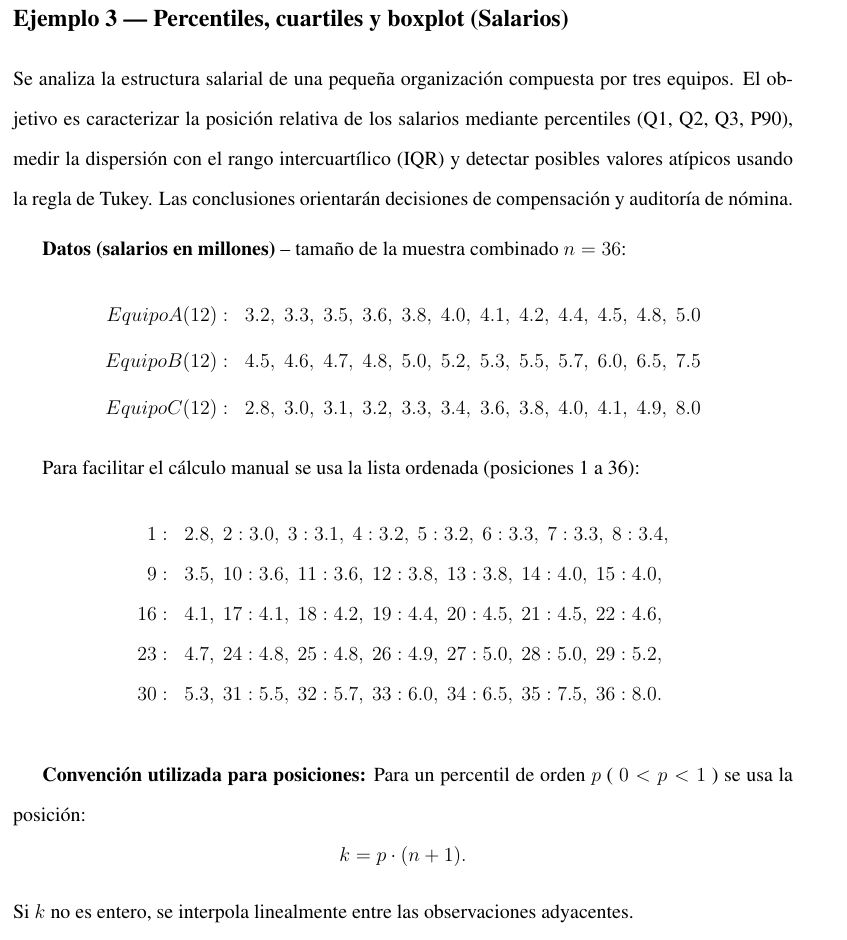 Ejemplo 3 — Percentiles, cuartiles y boxplot (Salarios)
Se analiza la estructura salarial de una pequeña organización compuesta por tres equipos. El ob-
jetivo es caracterizar la posición relativa de los salarios mediante percentiles (Q1, Q2, Q3, P90),
medir la dispersión con el rango intercuartílico (IQR) y detectar posibles valores atípicos usando
la regla de Tukey. Las conclusiones orientarán decisiones de compensación y auditoría de nómina.
Datos (salarios en millones) – tamaño de la muestra combinado n = 36:
EquipoA(12) : 3.2, 3.3, 3.5, 3.6, 3.8, 4.0, 4.1, 4.2, 4.4, 4.5, 4.8, 5.0
EquipoB(12) : 4.5, 4.6, 4.7, 4.8, 5.0, 5.2, 5.3, 5.5, 5.7, 6.0, 6.5, 7.5
EquipoC(12) : 2.8, 3.0, 3.1, 3.2, 3.3, 3.4, 3.6, 3.8, 4.0, 4.1, 4.9, 8.0
Para facilitar el cálculo manual se usa la lista ordenada (posiciones 1 a 36):
1 : 2.8, 2 : 3.0, 3 : 3.1, 4 : 3.2, 5 : 3.2, 6 : 3.3, 7 : 3.3, 8 : 3.4,
9 : 3.5, 10 : 3.6, 11 : 3.6, 12 : 3.8, 13 : 3.8, 14 : 4.0, 15 : 4.0,
16 : 4.1, 17 : 4.1, 18 : 4.2, 19 : 4.4, 20 : 4.5, 21 : 4.5, 22 : 4.6,
23 : 4.7, 24 : 4.8, 25 : 4.8, 26 : 4.9, 27 : 5.0, 28 : 5.0, 29 : 5.2,
30 : 5.3, 31 : 5.5, 32 : 5.7, 33 : 6.0, 34 : 6.5, 35 : 7.5, 36 : 8.0.
Convención utilizada para posiciones: Para un percentil de orden p ( 0 < p < 1 ) se usa la
posición:
k = p · (n + 1).
Si k no es entero, se interpola linealmente entre las observaciones adyacentes.